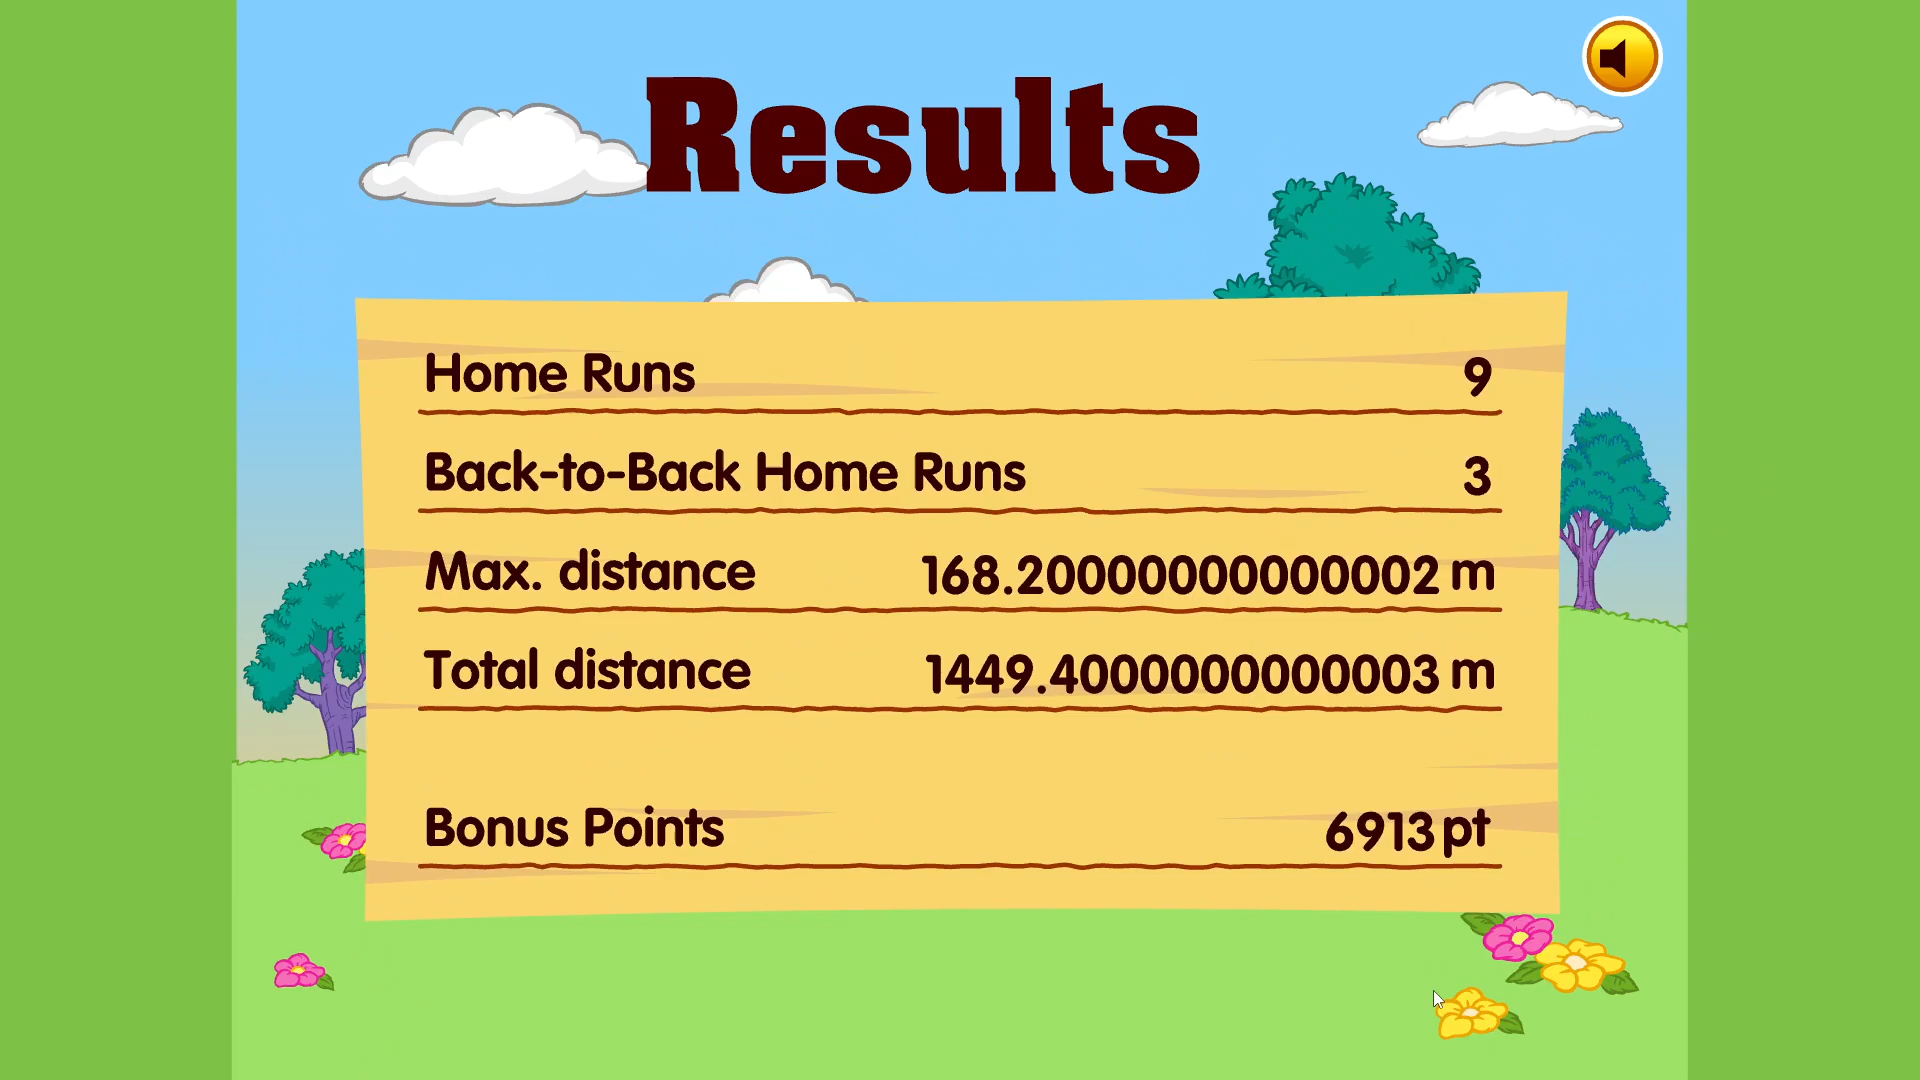 Results
Home Runs 9
Back-to-Back Home Runs 3
Max. distance 168.20000000000002 m
Total distance 1449.4000000000003 m
Bonus Points 6913 pt